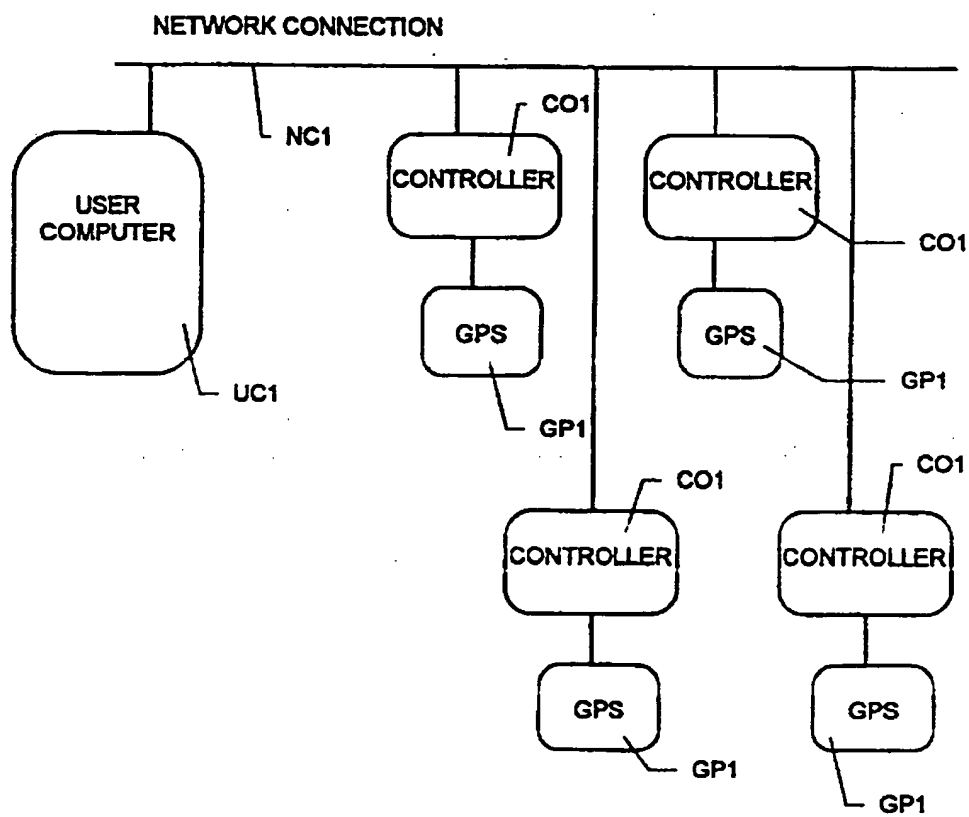 NETWORK CONNECTION
CO1
NC1
CONTROLLER
CONTROLLER
USER
COMPUTER
CO1
GPS
GPS
GP1
UC1
GP1
CO1
CO1
CONTROLLER
CONTROLLER
GPS
GPS
GP1
GP1